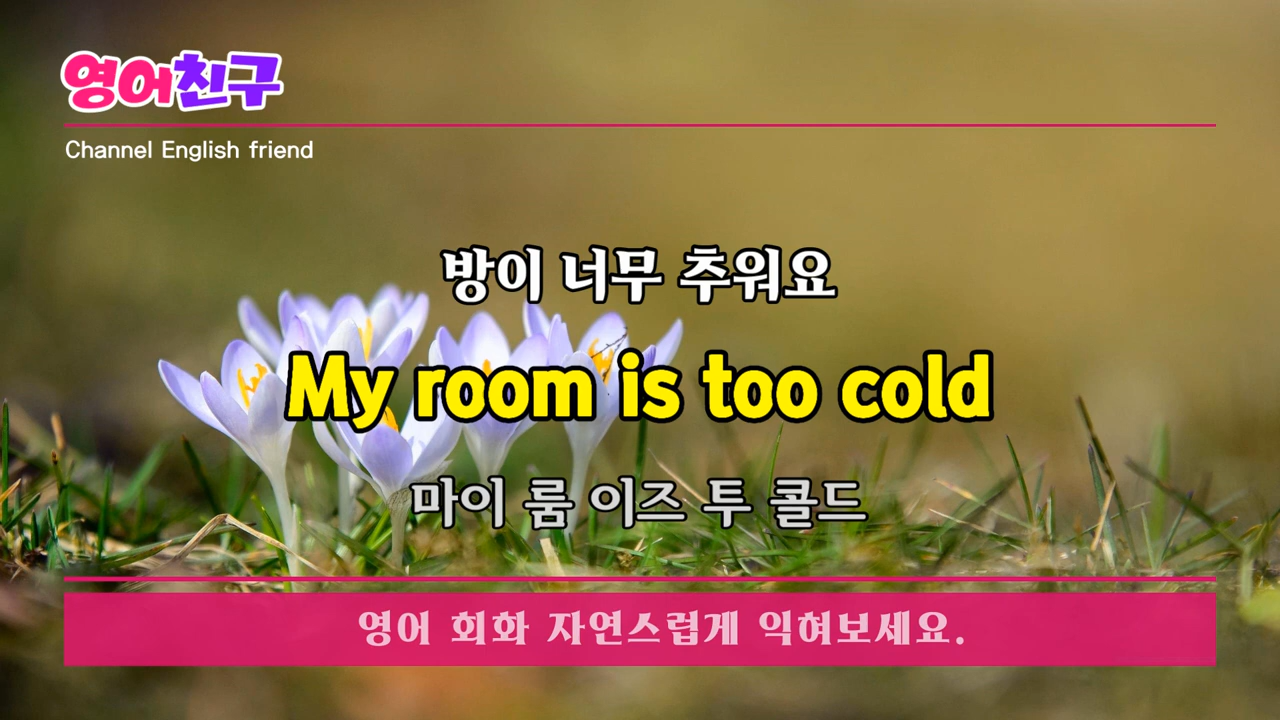 영어친구
Channel English friend
방이 너무 추워요
My room is too cold
마이 룸 이즈 투 콜드
영어 회화 자연스럽게 익혀보세요.